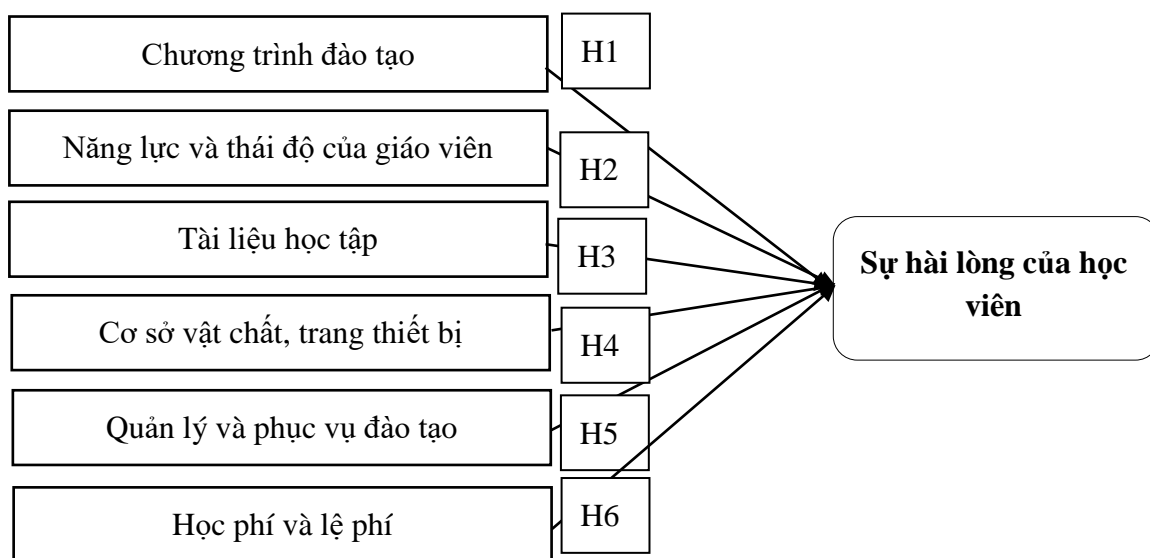 Chương trình đào tạo
H1
Năng lực và thái độ của giáo viên
H2
Tài liệu học tập
H3
Cơ sở vật chất, trang thiết bị
H4
Quản lý và phục vụ đào tạo
H5
Học phí và lệ phí
H6
Sự hài lòng của học
viên